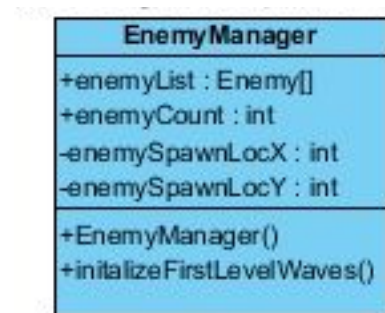 EnemyManager
+enemyList : Enemy[]
+enemyCount : int
-enemySpawnLocX : int
-enemySpawnLocY : int
+EnemyManager()
+initalizeFirstLevelWaves()